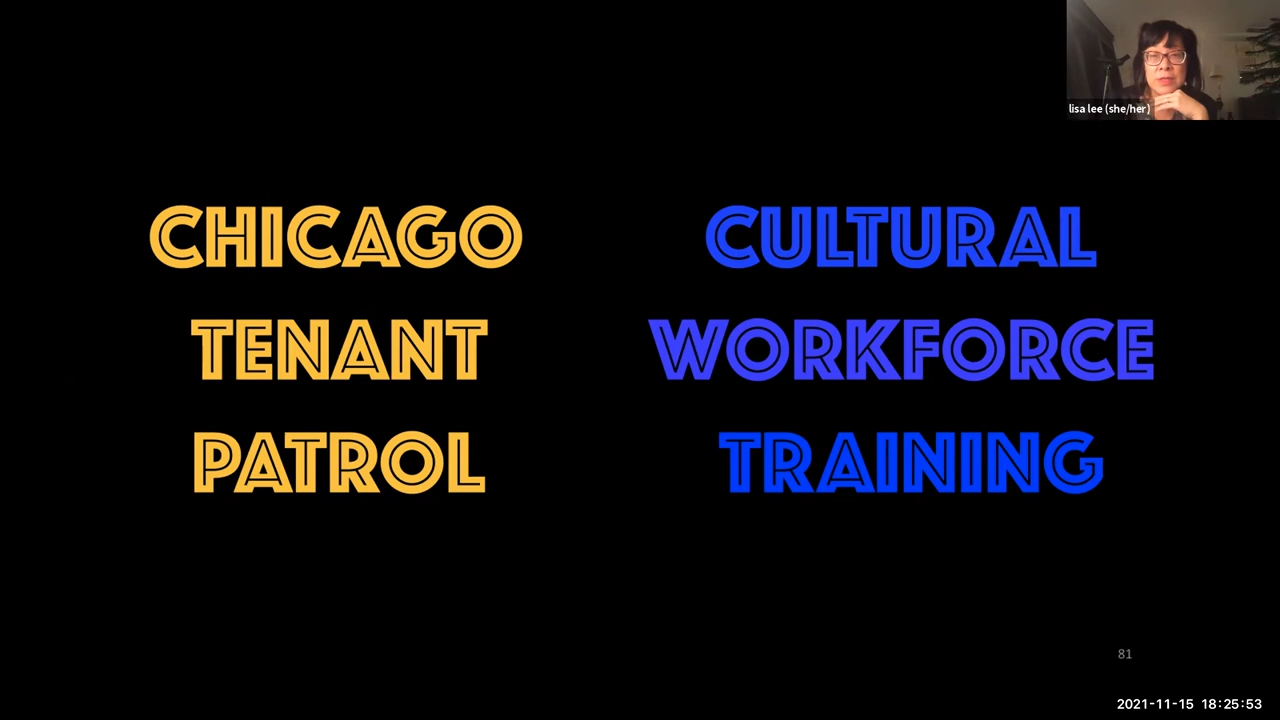 lisa lee (she/her)
CHICAGO
TENANT
PATROL
CULTURAL
WORKFORCE
TRAINING
81
2021-11-15 18:25:53